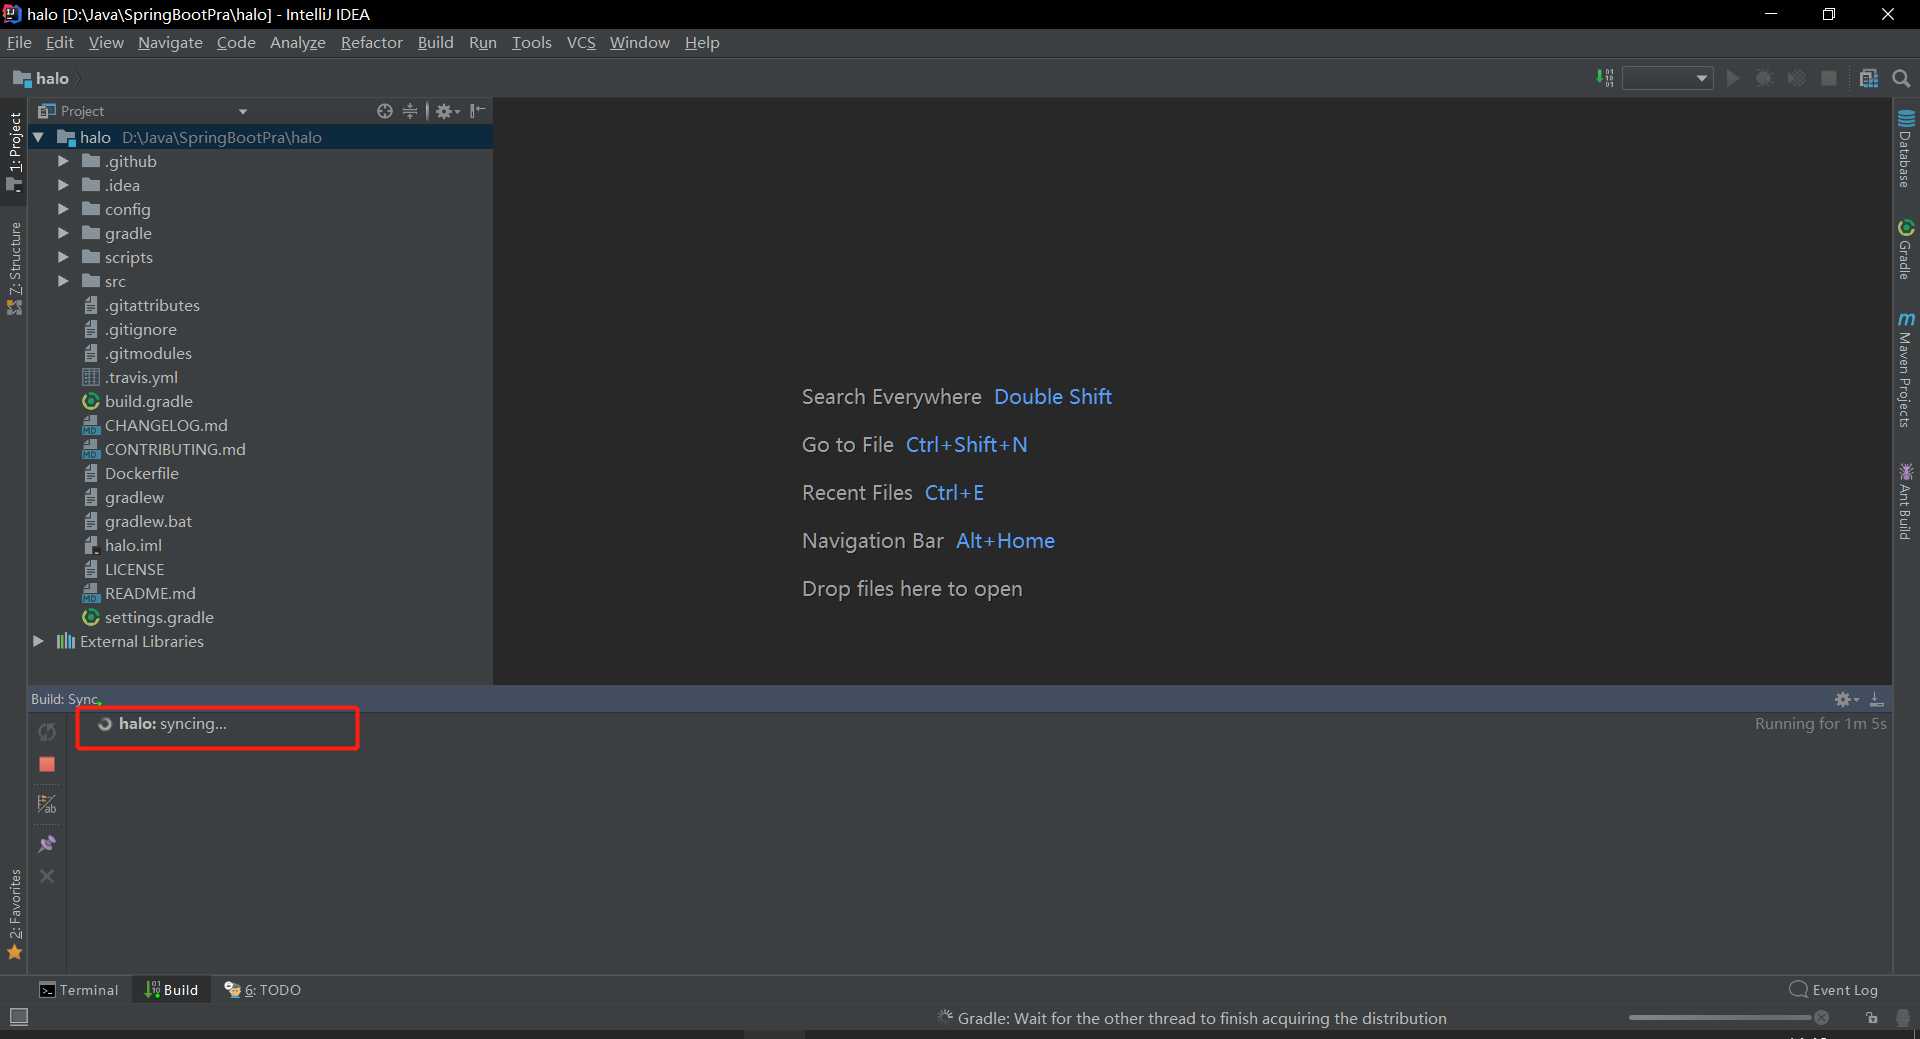 halo [D:\Java\SpringBootPra\halo] - IntelliJ IDEA
File Edit View Navigate Code Analyze Refactor Build Run Tools VCS Window Help
halo
Project
1: Project
Z: Structure
2: Favorites
halo D:\Java\SpringBootPra\halo
.github
.idea
config
gradle
scripts
src
.gitattributes
.gitignore
.gitmodules
.travis.yml
build.gradle
CHANGELOG.md
CONTRIBUTING.md
Dockerfile
gradlew
gradlew.bat
halo.iml
LICENSE
README.md
settings.gradle
External Libraries
Search Everywhere Double Shift
Go to File Ctrl+Shift+N
Recent Files Ctrl+E
Navigation Bar Alt+Home
Drop files here to open
Database
Gradle
Maven Projects
Ant Build
Build: Sync
halo: syncing...
Running for 1m 5s
Terminal Build 6: TODO
Event Log
Gradle: Wait for the other thread to finish acquiring the distribution